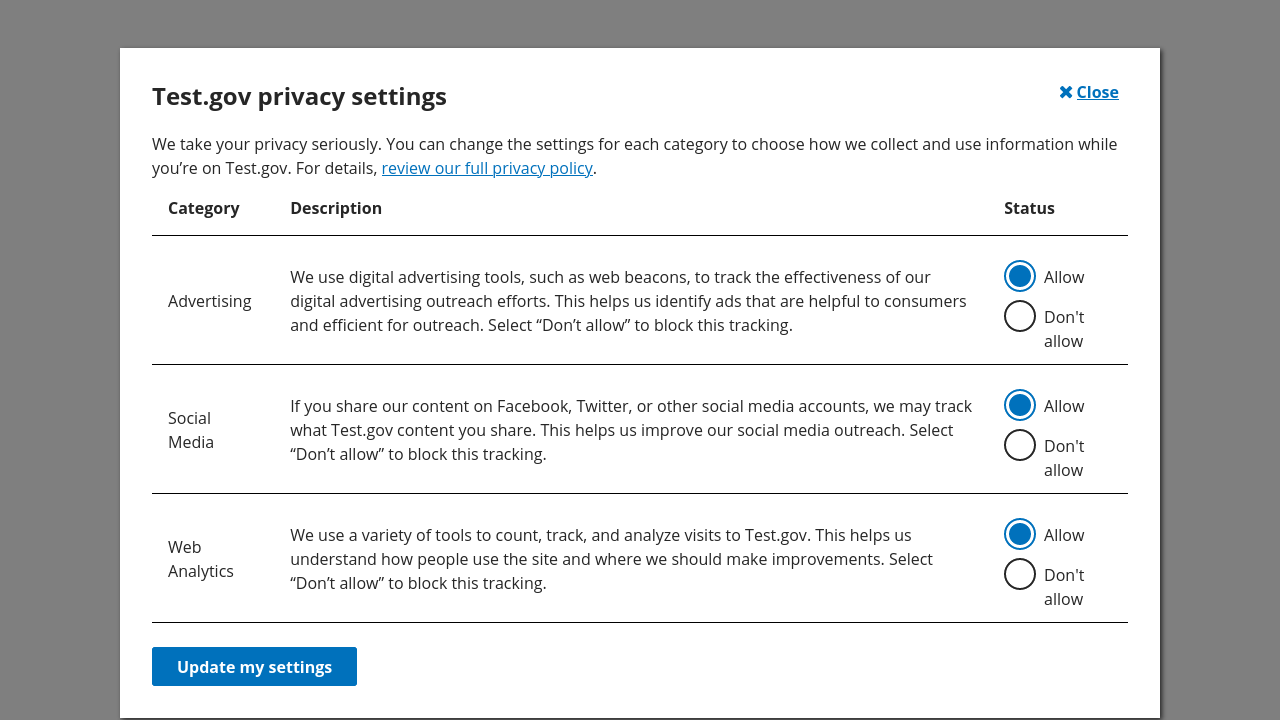 Test.gov privacy settings
Close
We take your privacy seriously. You can change the settings for each category to choose how we collect and use information while
you’re on Test.gov. For details, review our full privacy policy.
Category Description Status
Advertising
We use digital advertising tools, such as web beacons, to track the effectiveness of our
digital advertising outreach efforts. This helps us identify ads that are helpful to consumers
and efficient for outreach. Select “Don’t allow” to block this tracking.
Allow
Don't
allow
Social
Media
If you share our content on Facebook, Twitter, or other social media accounts, we may track
what Test.gov content you share. This helps us improve our social media outreach. Select
“Don’t allow” to block this tracking.
Allow
Don't
allow
Web
Analytics
We use a variety of tools to count, track, and analyze visits to Test.gov. This helps us
understand how people use the site and where we should make improvements. Select
“Don’t allow” to block this tracking.
Allow
Don't
allow
Update my settings